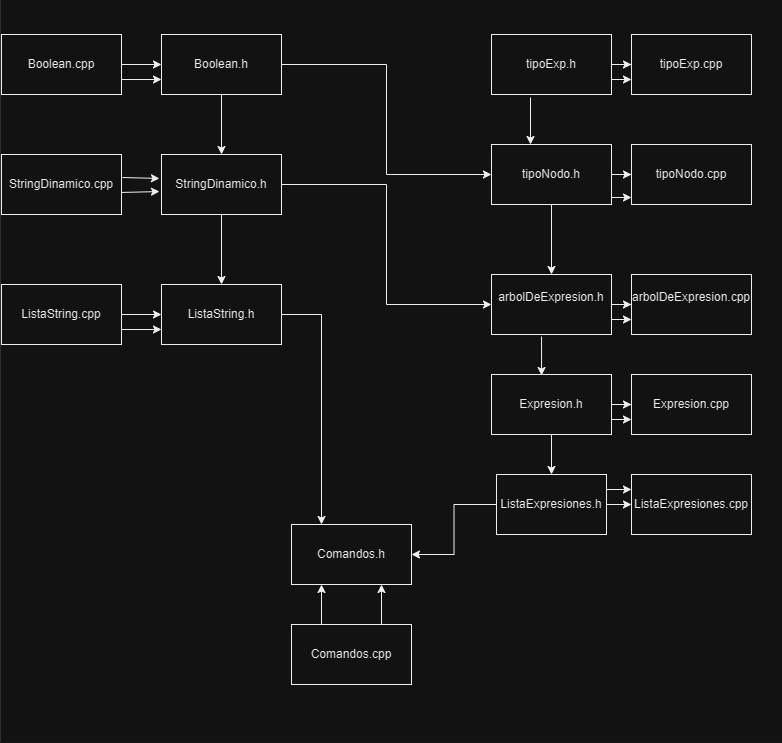 Boolean.cpp
Boolean.h
tipoExp.h
tipoExp.cpp
StringDinamico.cpp
StringDinamico.h
tipoNodo.h
tipoNodo.cpp
ListaString.cpp
ListaString.h
arbolDeExpresion.h
arbolDeExpresion.cpp
Expresion.h
Expresion.cpp
ListaExpresiones.h
ListaExpresiones.cpp
Comandos.h
Comandos.cpp